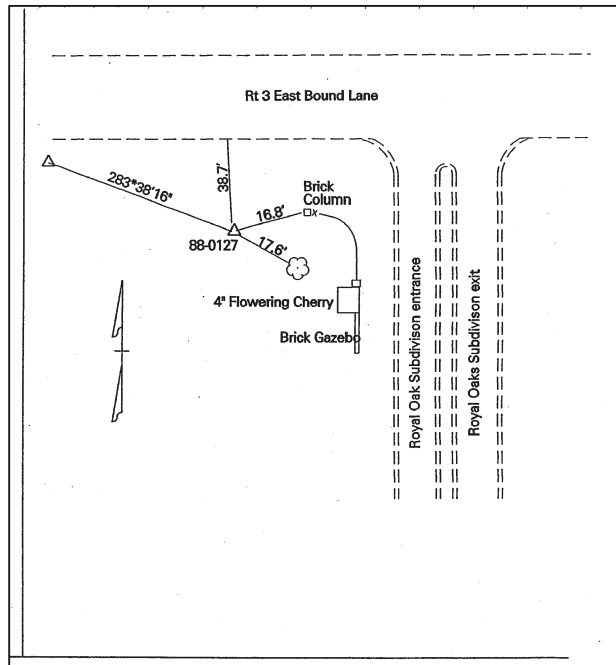 Rt 3 East Bound Lane
283°38'16"
38.7'
Brick
Column
16.8'
x
88-0127
17.6'
4" Flowering Cherry
Brick Gazebo
Royal Oak Subdivison entrance
Royal Oaks Subdivison exit